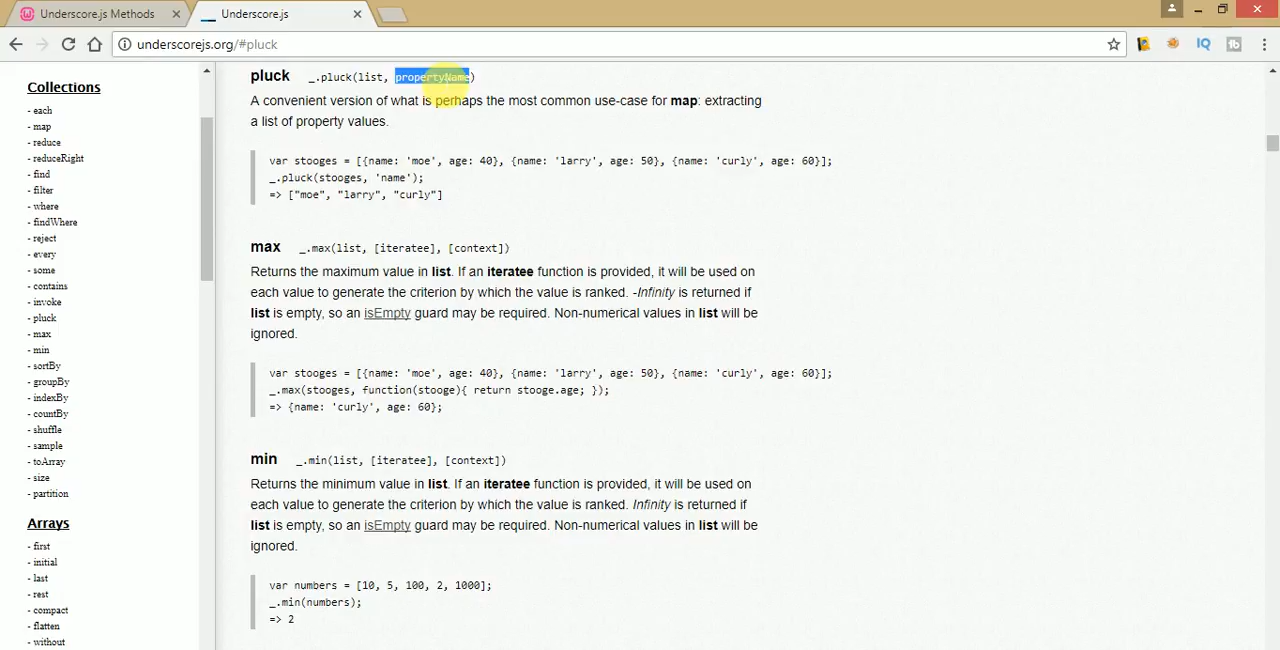 Underscore.js Methods
Underscore.js
underscorejs.org/#pluck
IQ
tb
Collections
- each
- map
- reduce
- reduceRight
- find
- filter
- where
- findWhere
- reject
- every
- some
- contains
- invoke
- pluck
- max
- min
- sortBy
- groupBy
- indexBy
- countBy
- shuffle
- sample
- toArray
- size
- partition
Arrays
- first
- initial
- last
- rest
- compact
- flatten
- without
pluck _.pluck(list, propertyName)
A convenient version of what is perhaps the most common use-case for map: extracting
a list of property values.
var stooges = [{name: 'moe', age: 40}, {name: 'larry', age: 50}, {name: 'curly', age: 60}];
_.pluck(stooges, 'name');
=> ["moe", "larry", "curly"]
max _.max(list, [iteratee], [context])
Returns the maximum value in list. If an iteratee function is provided, it will be used on
each value to generate the criterion by which the value is ranked. -Infinity is returned if
list is empty, so an isEmpty guard may be required. Non-numerical values in list will be
ignored.
var stooges = [{name: 'moe', age: 40}, {name: 'larry', age: 50}, {name: 'curly', age: 60}];
_.max(stooges, function(stooge){ return stooge.age; });
=> {name: 'curly', age: 60};
min _.min(list, [iteratee], [context])
Returns the minimum value in list. If an iteratee function is provided, it will be used on
each value to generate the criterion by which the value is ranked. Infinity is returned if
list is empty, so an isEmpty guard may be required. Non-numerical values in list will be
ignored.
var numbers = [10, 5, 100, 2, 1000];
_.min(numbers);
=> 2